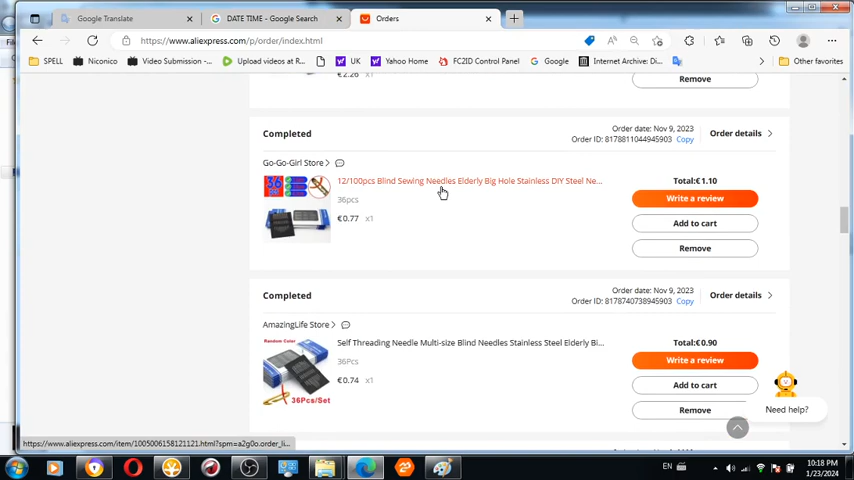 Google Translate
DATE TIME - Google Search
Orders
https://www.aliexpress.com/p/order/index.html
SPELL
Niconico
Video Submission -...
Upload videos at R...
UK
Yahoo Home
FC2ID Control Panel
Google
Internet Archive: Di...
Other favorites
€2.26 x1
Remove
Completed
Order date: Nov 9, 2023
Order ID: 8178811044945903 Copy
Order details
Go-Go-Girl Store
12/100pcs Blind Sewing Needles Elderly Big Hole Stainless DIY Steel Ne...
36pcs
€0.77 x1
Total:€1.10
Write a review
Add to cart
Remove
Completed
Order date: Nov 9, 2023
Order ID: 8178740738945903 Copy
Order details
AmazingLife Store
Self Threading Needle Multi-size Blind Needles Stainless Steel Elderly Bi...
36Pcs
€0.74 x1
Random Color
36Pcs/Set
Total:€0.90
Write a review
Add to cart
Remove
Need help?
https://www.aliexpress.com/item/1005006158121121.html?spm=a2g0o.order_li...
EN
10:18 PM
1/23/2024